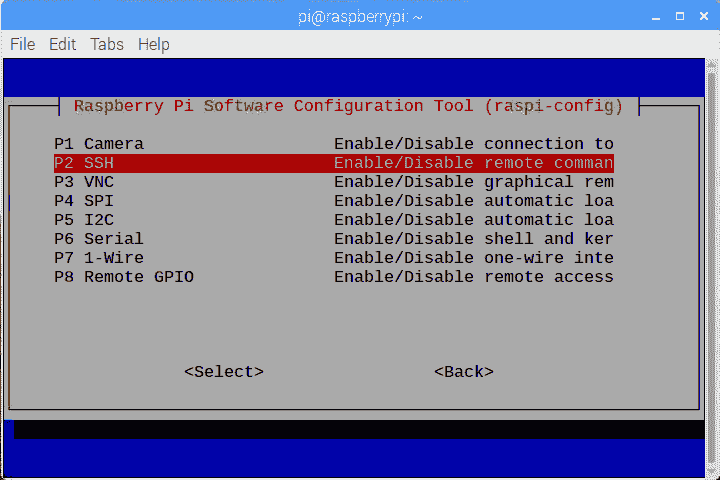 pi@raspberrypi: ~
File Edit Tabs Help
Raspberry Pi Software Configuration Tool (raspi-config)
P1 Camera Enable/Disable connection to
P2 SSH Enable/Disable remote comman
P3 VNC Enable/Disable graphical rem
P4 SPI Enable/Disable automatic loa
P5 I2C Enable/Disable automatic loa
P6 Serial Enable/Disable shell and ker
P7 1-Wire Enable/Disable one-wire inte
P8 Remote GPIO Enable/Disable remote access
<Select> <Back>